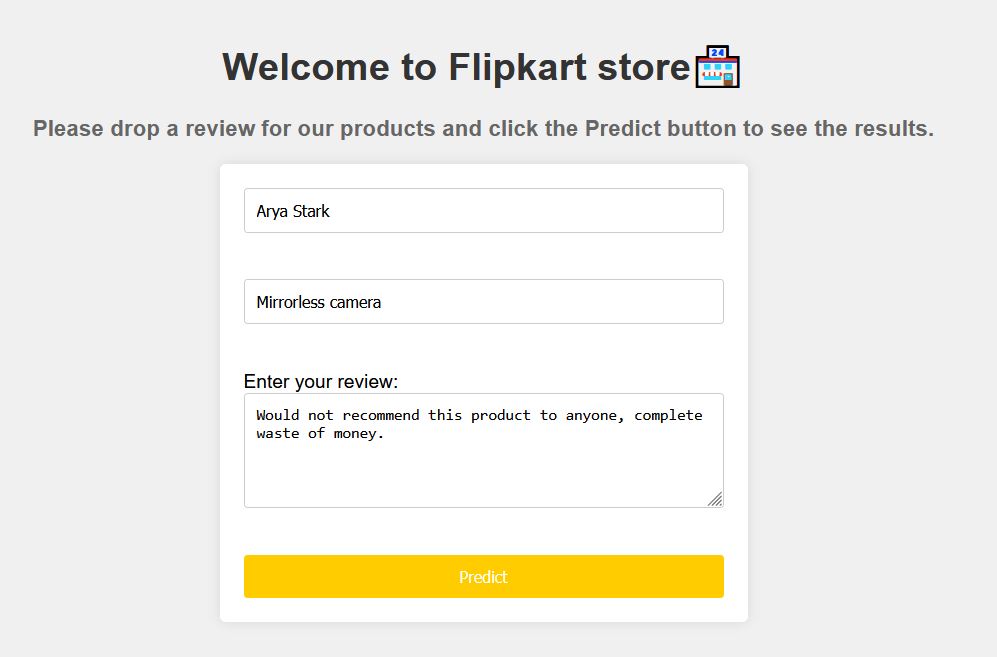 Welcome to Flipkart store
24
Please drop a review for our products and click the Predict button to see the results.
Arya Stark
Mirrorless camera
Enter your review:
Would not recommend this product to anyone, complete
waste of money.
Predict